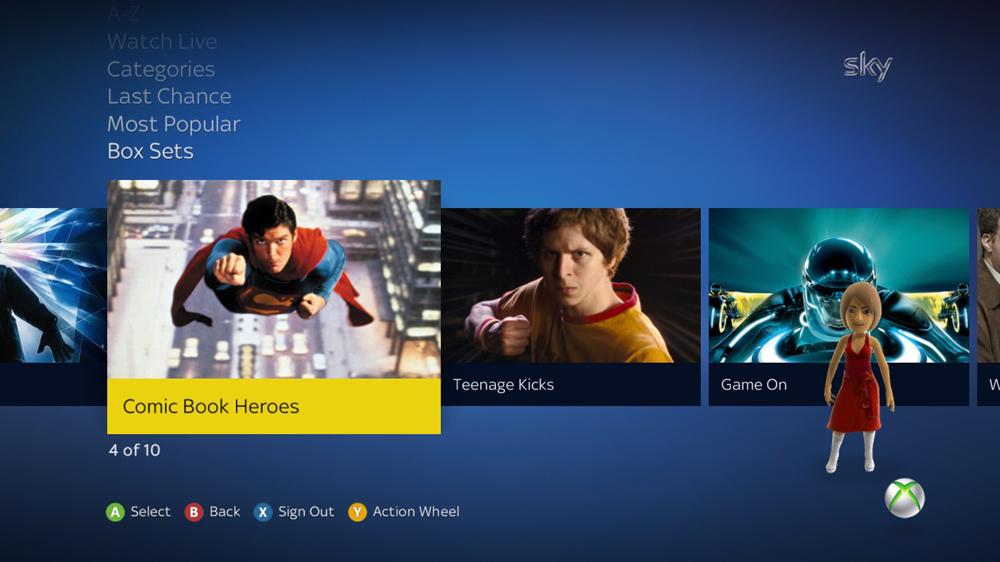 A-Z
Watch Live
Categories
Last Chance
Most Popular
Box Sets
sky
Comic Book Heroes
Teenage Kicks
Game On
W
4 of 10
A Select B Back X Sign Out Y Action Wheel